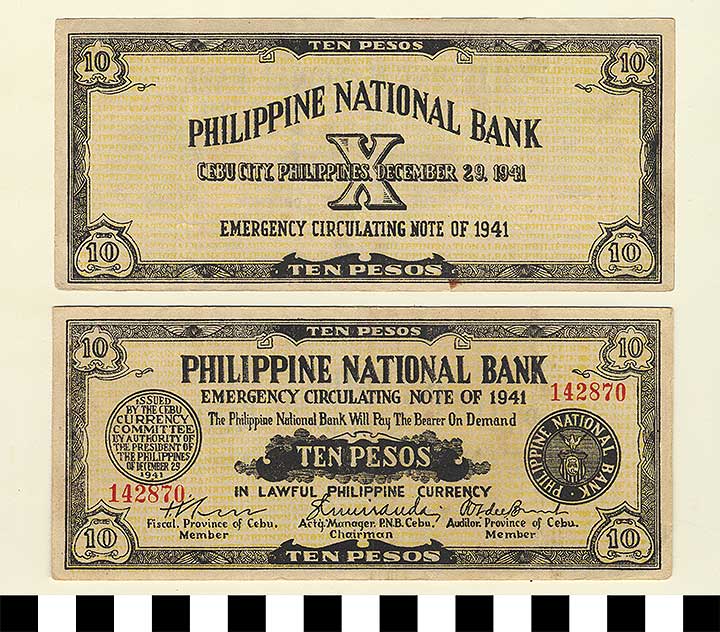 TEN PESOS
10 10
PHILIPPINE NATIONAL BANK
X
CEBU CITY, PHILIPPINES, DECEMBER 29, 1941
EMERGENCY CIRCULATING NOTE OF 1941
10 10
TEN PESOS
TEN PESOS
10 10
PHILIPPINE NATIONAL BANK
EMERGENCY CIRCULATING NOTE OF 1941
142870
The Philippine National Bank Will Pay The Bearer On Demand
ISSUED
BY THE CEBU
CURRENCY
COMMITTEE
BY AUTHORITY OF
THE PRESIDENT OF
THE PHILIPPINES
OF DECEMBER 29
1941
TEN PESOS
PHILIPPINE NATIONAL BANK
142870
IN LAWFUL PHILIPPINE CURRENCY
Fiscal, Province of Cebu,
Member
Actg. Manager, P.N.B. Cebu,
Chairman
Auditor, Province of Cebu,
Member
10 10
TEN PESOS